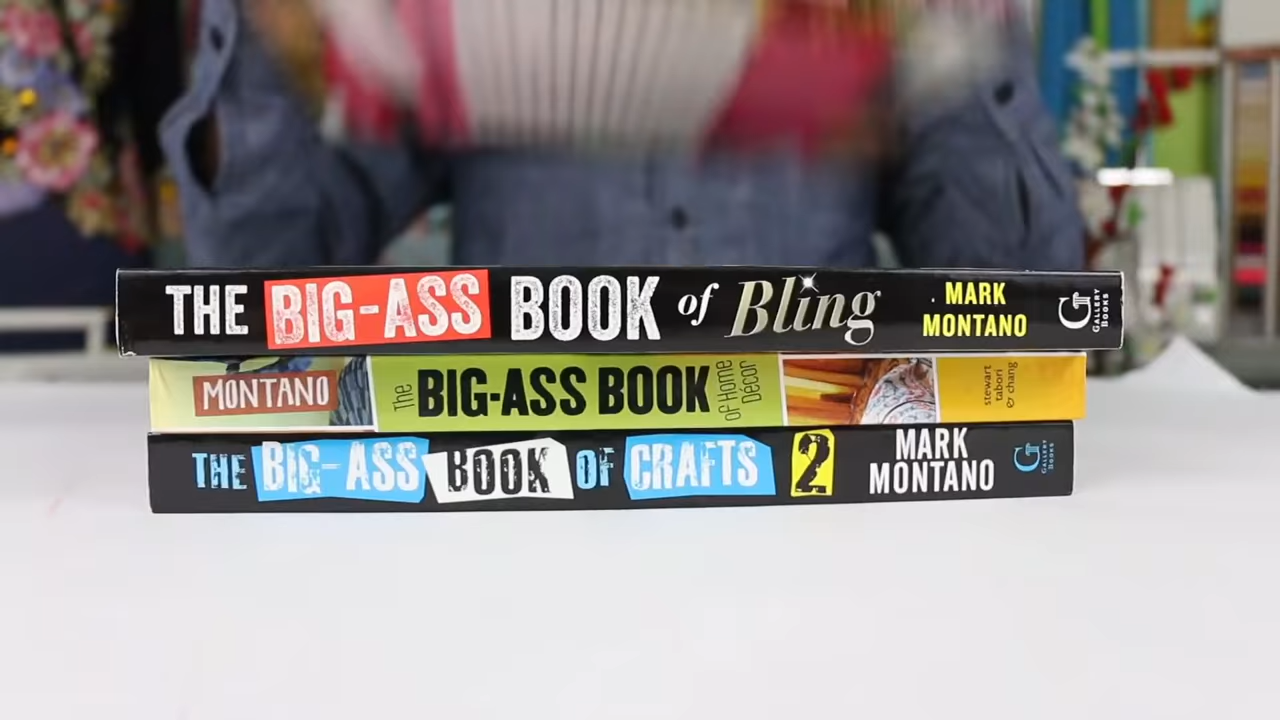 THE BIG-ASS BOOK of Bling MARK MONTANO G GALLERY BOOKS
MONTANO The BIG-ASS BOOK of Home Décor stewart tabori & chang
THE BIG-ASS BOOK OF CRAFTS 2 MARK MONTANO G GALLERY BOOKS